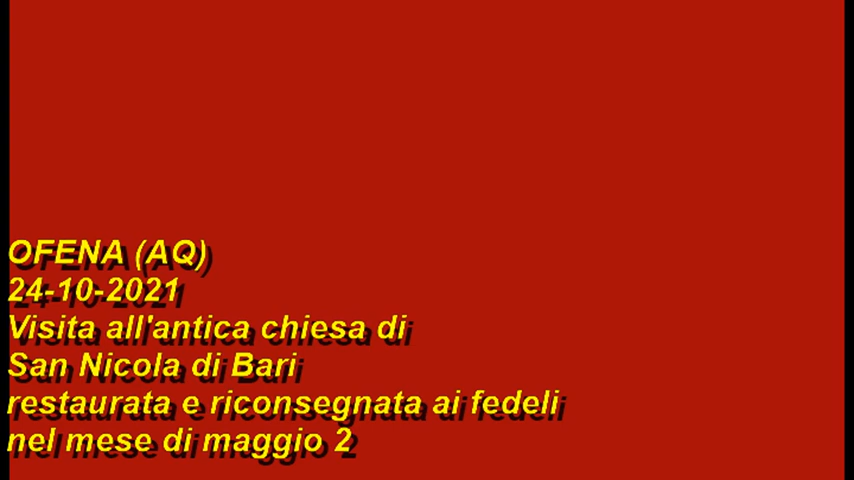 OFENA (AQ)
24-10-2021
Visita all'antica chiesa di
San Nicola di Bari
restaurata e riconsegnata ai fedeli
nel mese di maggio 2